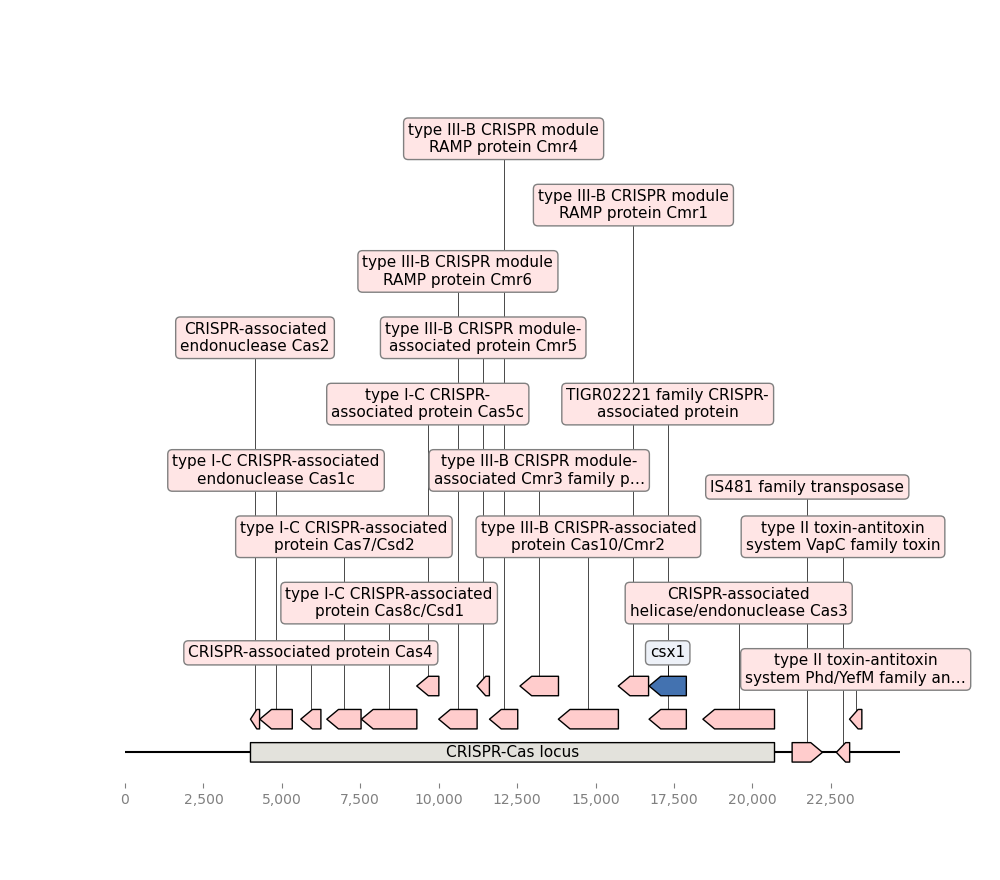 type III-B CRISPR module
RAMP protein Cmr4
type III-B CRISPR module
RAMP protein Cmr1
type III-B CRISPR module
RAMP protein Cmr6
CRISPR-associated
endonuclease Cas2
type III-B CRISPR module-
associated protein Cmr5
type I-C CRISPR-
associated protein Cas5c
TIGR02221 family CRISPR-
associated protein
type I-C CRISPR-associated
endonuclease Cas1c
type III-B CRISPR module-
associated Cmr3 family p...
IS481 family transposase
type I-C CRISPR-associated
protein Cas7/Csd2
type III-B CRISPR-associated
protein Cas10/Cmr2
type II toxin-antitoxin
system VapC family toxin
type I-C CRISPR-associated
protein Cas8c/Csd1
CRISPR-associated
helicase/endonuclease Cas3
CRISPR-associated protein Cas4
csx1
type II toxin-antitoxin
system Phd/YefM family an...
CRISPR-Cas locus
0 2,500 5,000 7,500 10,000 12,500 15,000 17,500 20,000 22,500